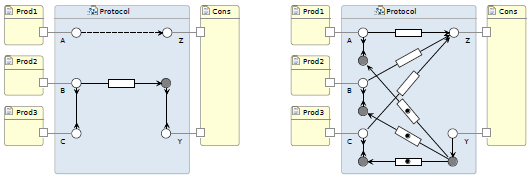 Prod1
Protocol
Cons
A
Z
Prod2
B
Prod3
C
Y
Prod1
Protocol
Cons
A
Z
Prod2
B
Prod3
C
Y